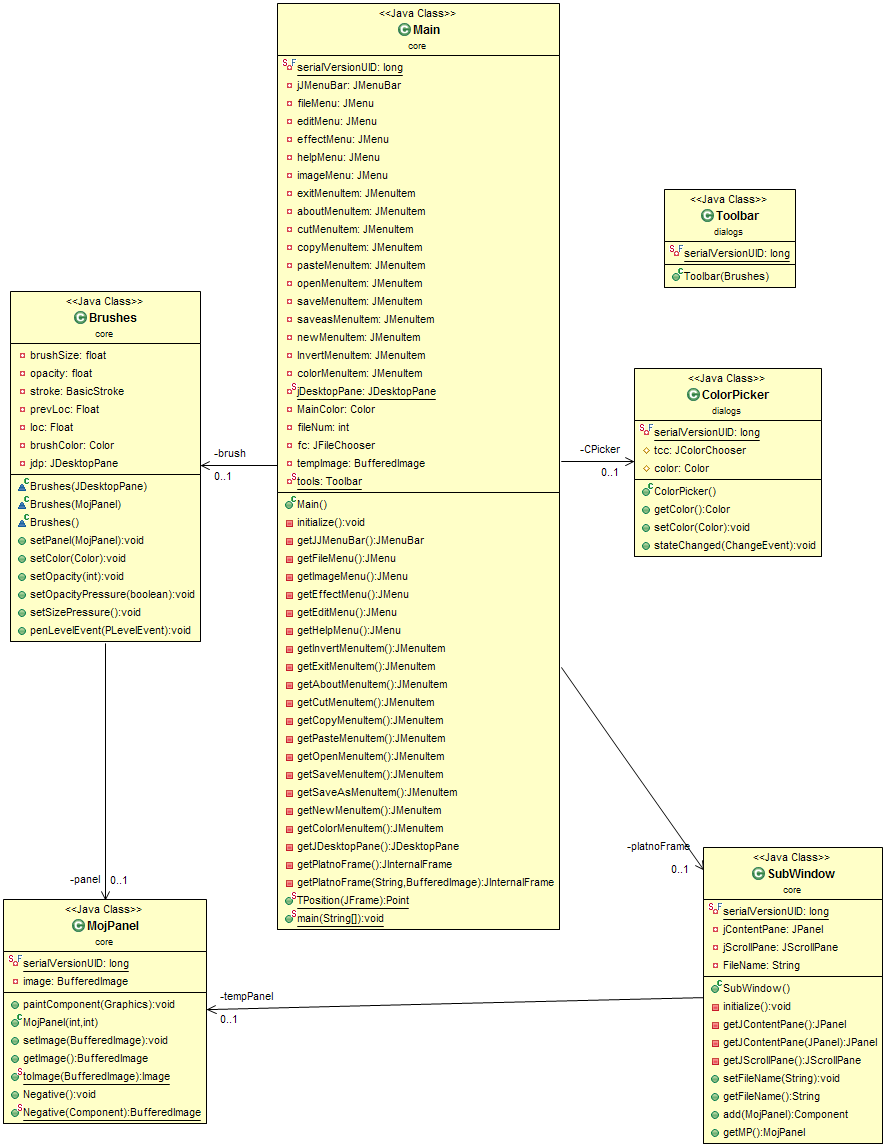 <<Java Class>>
Main
core
serialVersionUID: long
jJMenuBar: JMenuBar
fileMenu: JMenu
editMenu: JMenu
effectMenu: JMenu
helpMenu: JMenu
imageMenu: JMenu
exitMenuItem: JMenuItem
aboutMenuItem: JMenuItem
cutMenuItem: JMenuItem
copyMenuItem: JMenuItem
pasteMenuItem: JMenuItem
openMenuItem: JMenuItem
saveMenuItem: JMenuItem
saveasMenuItem: JMenuItem
newMenuItem: JMenuItem
InvertMenuItem: JMenuItem
colorMenuItem: JMenuItem
jDesktopPane: JDesktopPane
MainColor: Color
fileNum: int
fc: JFileChooser
tempImage: BufferedImage
tools: Toolbar
Main()
initialize():void
getJJMenuBar():JMenuBar
getFileMenu():JMenu
getImageMenu():JMenu
getEffectMenu():JMenu
getEditMenu():JMenu
getHelpMenu():JMenu
getInvertMenuItem():JMenuItem
getExitMenuItem():JMenuItem
getAboutMenuItem():JMenuItem
getCutMenuItem():JMenuItem
getCopyMenuItem():JMenuItem
getPasteMenuItem():JMenuItem
getOpenMenuItem():JMenuItem
getSaveMenuItem():JMenuItem
getSaveAsMenuItem():JMenuItem
getNewMenuItem():JMenuItem
getColorMenuItem():JMenuItem
getJDesktopPane():JDesktopPane
getPlatnoFrame():JInternalFrame
getPlatnoFrame(String,BufferedImage):JInternalFrame
TPosition(JFrame):Point
main(String[]):void
<<Java Class>>
Toolbar
dialogs
serialVersionUID: long
Toolbar(Brushes)
<<Java Class>>
Brushes
core
brushSize: float
opacity: float
stroke: BasicStroke
prevLoc: Float
loc: Float
brushColor: Color
jdp: JDesktopPane
Brushes(JDesktopPane)
Brushes(MojPanel)
Brushes()
setPanel(MojPanel):void
setColor(Color):void
setOpacity(int):void
setOpacityPressure(boolean):void
setSizePressure():void
penLevelEvent(PLevelEvent):void
-brush
0..1
-CPicker
0..1
<<Java Class>>
ColorPicker
dialogs
serialVersionUID: long
tcc: JColorChooser
color: Color
ColorPicker()
getColor():Color
setColor(Color):void
stateChanged(ChangeEvent):void
-platnoFrame
0..1
-panel
0..1
<<Java Class>>
MojPanel
core
serialVersionUID: long
image: BufferedImage
paintComponent(Graphics):void
MojPanel(int,int)
setImage(BufferedImage):void
getImage():BufferedImage
toImage(BufferedImage):Image
Negative():void
Negative(Component):BufferedImage
-tempPanel
0..1
<<Java Class>>
SubWindow
core
serialVersionUID: long
jContentPane: JPanel
jScrollPane: JScrollPane
FileName: String
SubWindow()
initialize():void
getJContentPane():JPanel
getJContentPane(JPanel):JPanel
getJScrollPane():JScrollPane
setFileName(String):void
getFileName():String
add(MojPanel):Component
getMP():MojPanel